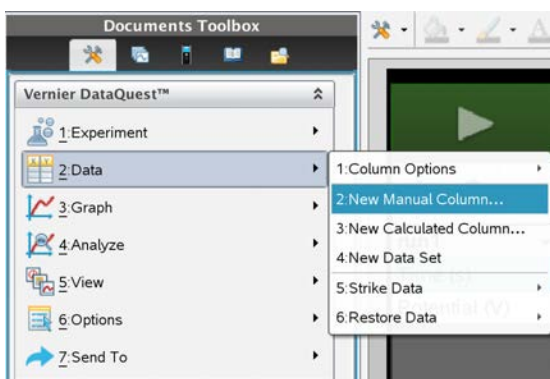 Documents Toolbox
Vernier DataQuest™
1:Experiment
2:Data
3:Graph
4:Analyze
5:View
6:Options
7:Send To
1:Column Options
2:New Manual Column...
3:New Calculated Column...
4:New Data Set
5:Strike Data
6:Restore Data